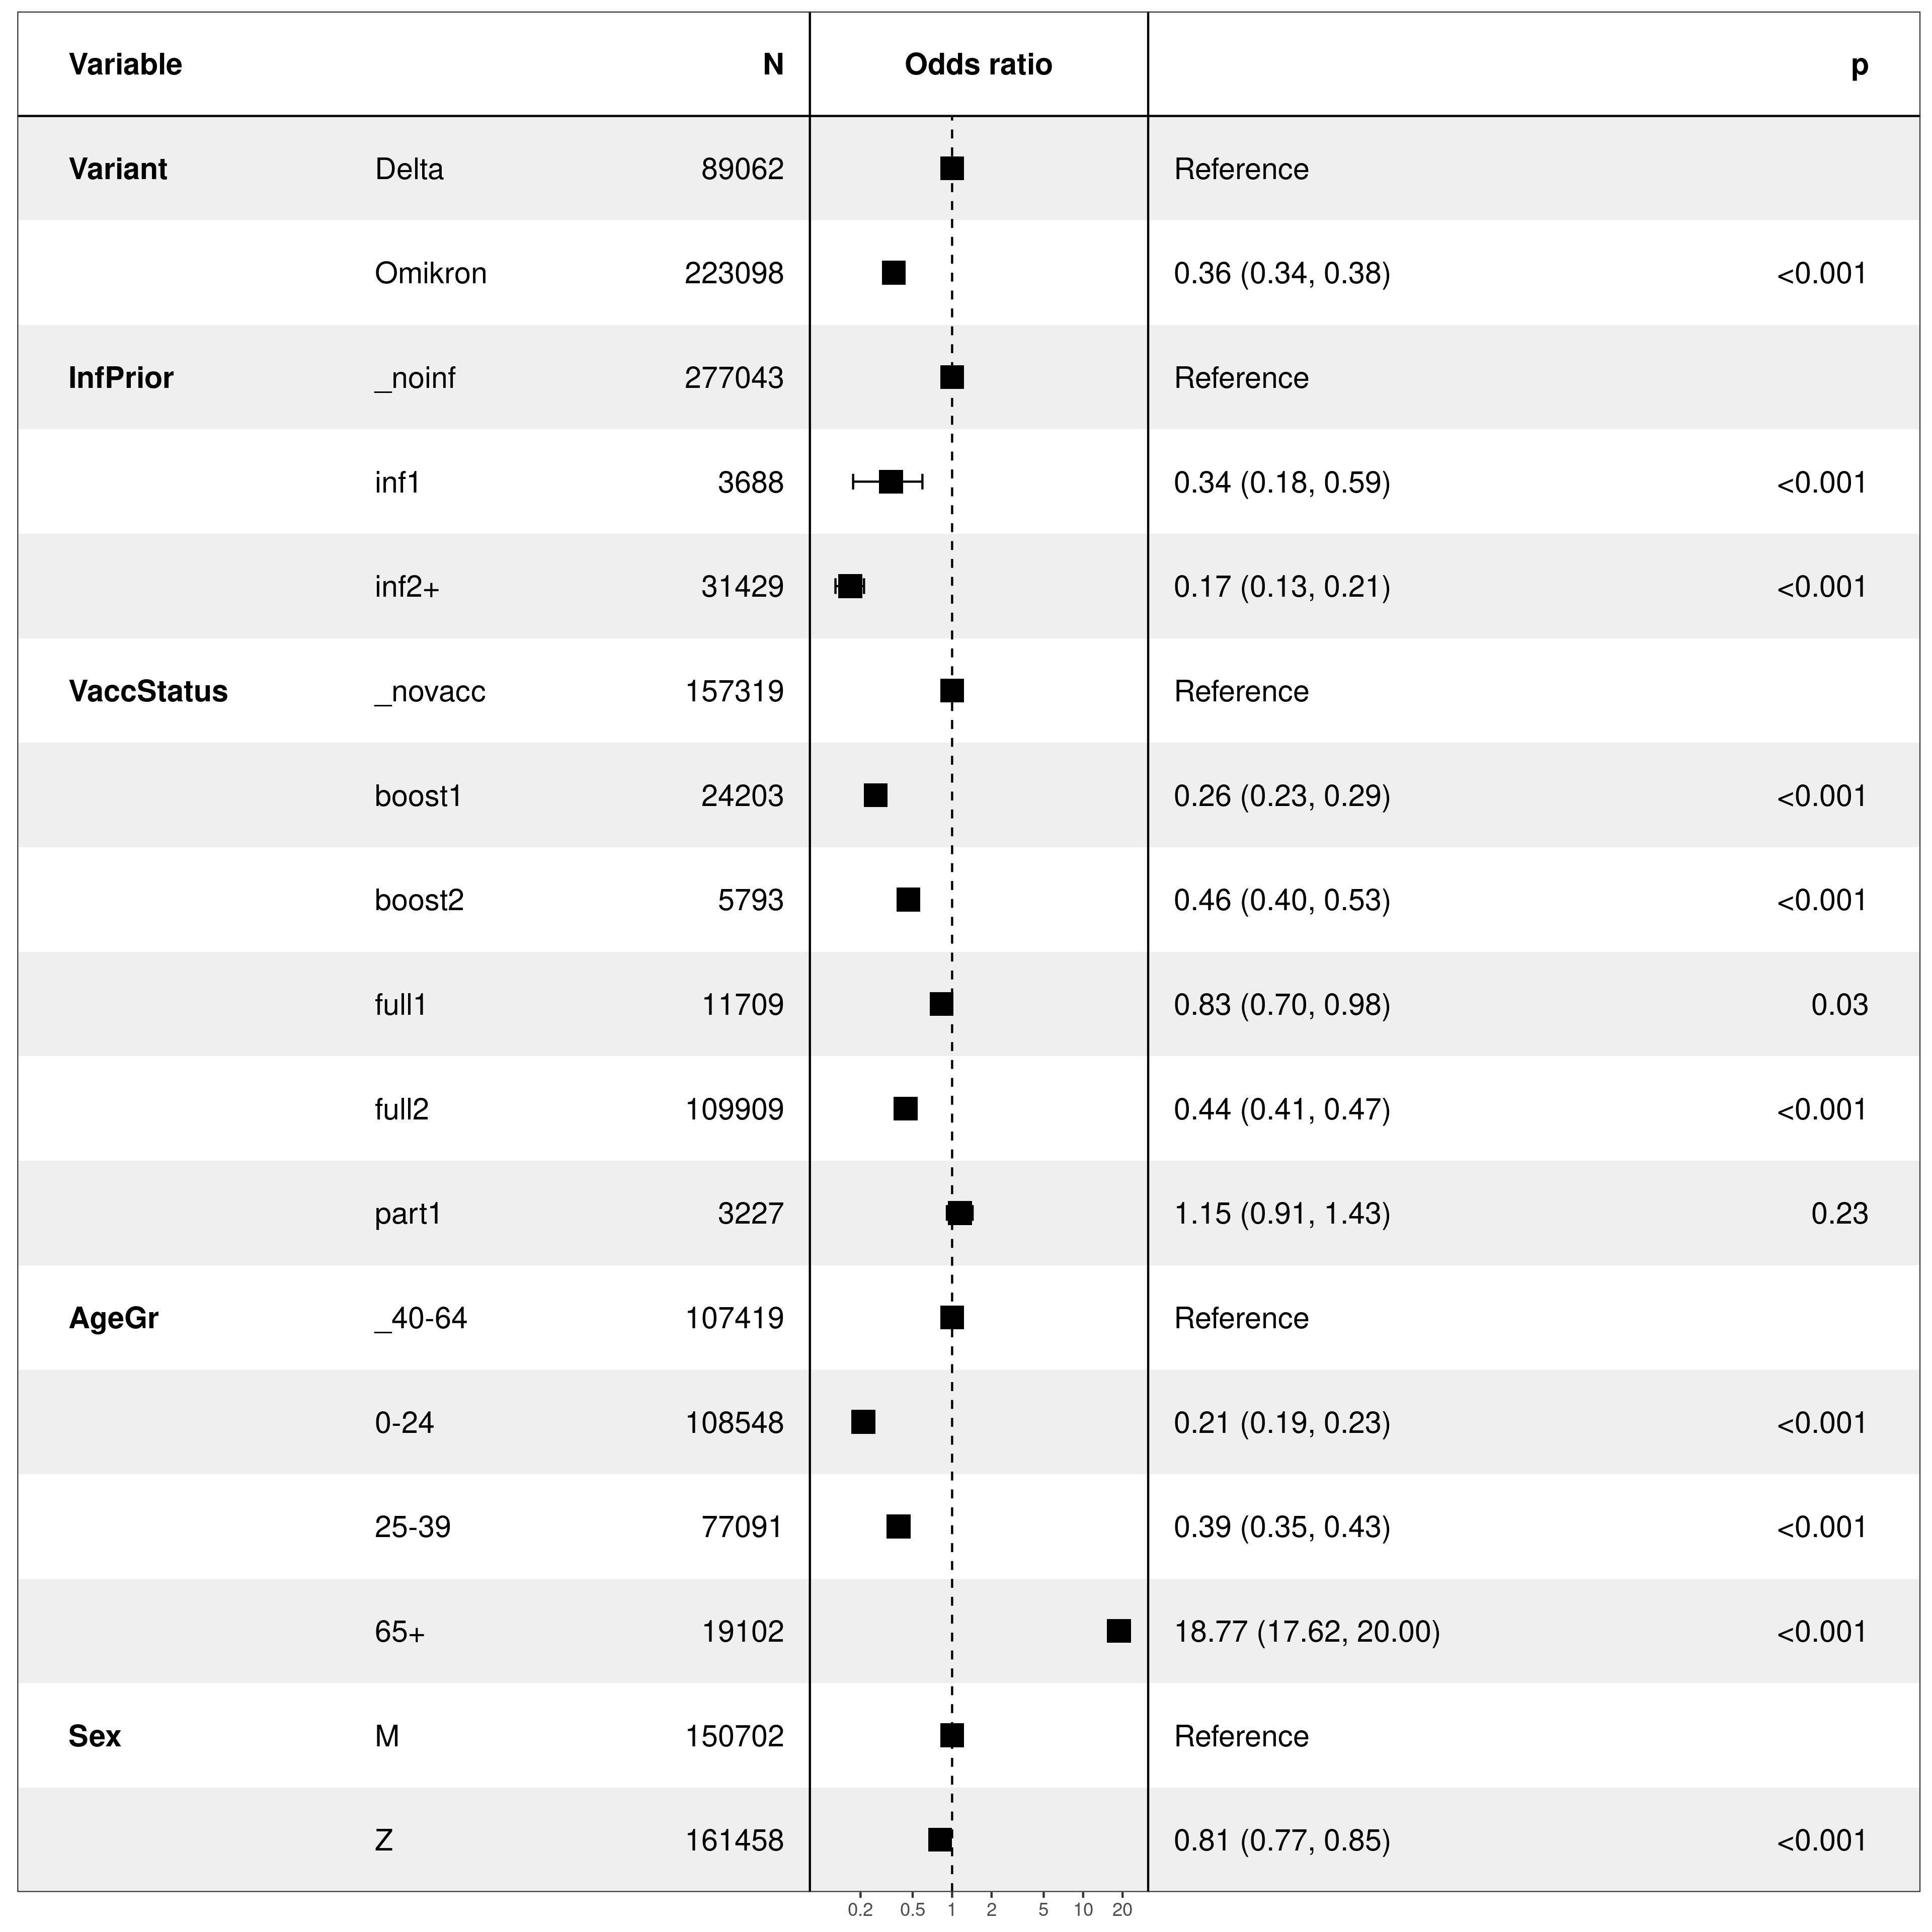 Variable N Odds ratio p
Variant Delta 89062 Reference
Omikron 223098 0.36 (0.34, 0.38) <0.001
InfPrior _noinf 277043 Reference
inf1 3688 0.34 (0.18, 0.59) <0.001
inf2+ 31429 0.17 (0.13, 0.21) <0.001
VaccStatus _novacc 157319 Reference
boost1 24203 0.26 (0.23, 0.29) <0.001
boost2 5793 0.46 (0.40, 0.53) <0.001
full1 11709 0.83 (0.70, 0.98) 0.03
full2 109909 0.44 (0.41, 0.47) <0.001
part1 3227 1.15 (0.91, 1.43) 0.23
AgeGr _40-64 107419 Reference
0-24 108548 0.21 (0.19, 0.23) <0.001
25-39 77091 0.39 (0.35, 0.43) <0.001
65+ 19102 18.77 (17.62, 20.00) <0.001
Sex M 150702 Reference
Z 161458 0.81 (0.77, 0.85) <0.001
0.2 0.5 1 2 5 10 20